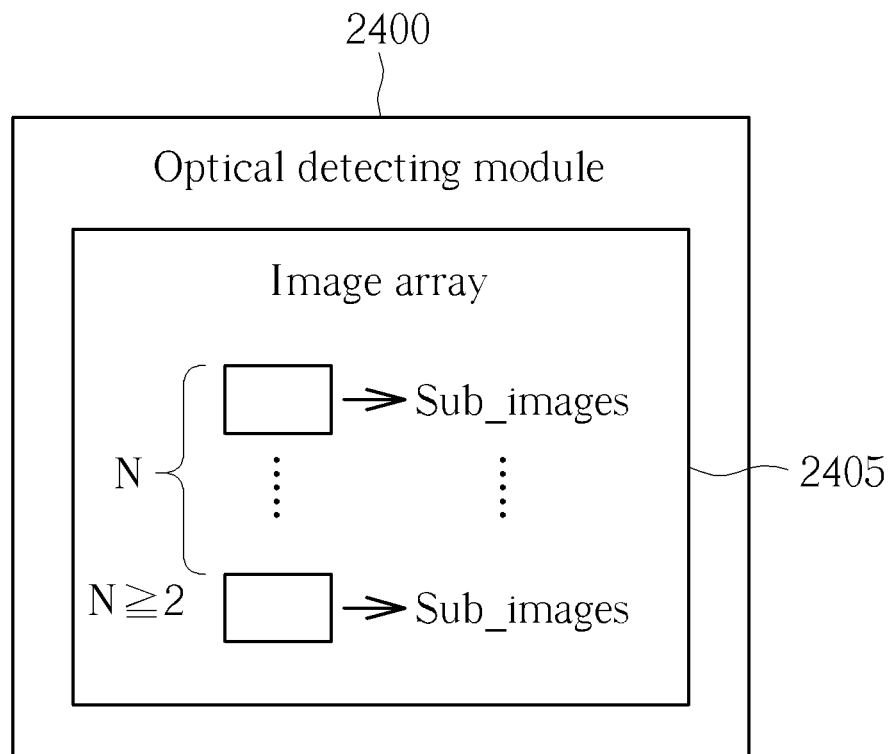 2400
Optical detecting module
Image array
Sub_images
N
2405
N≧2
Sub_images